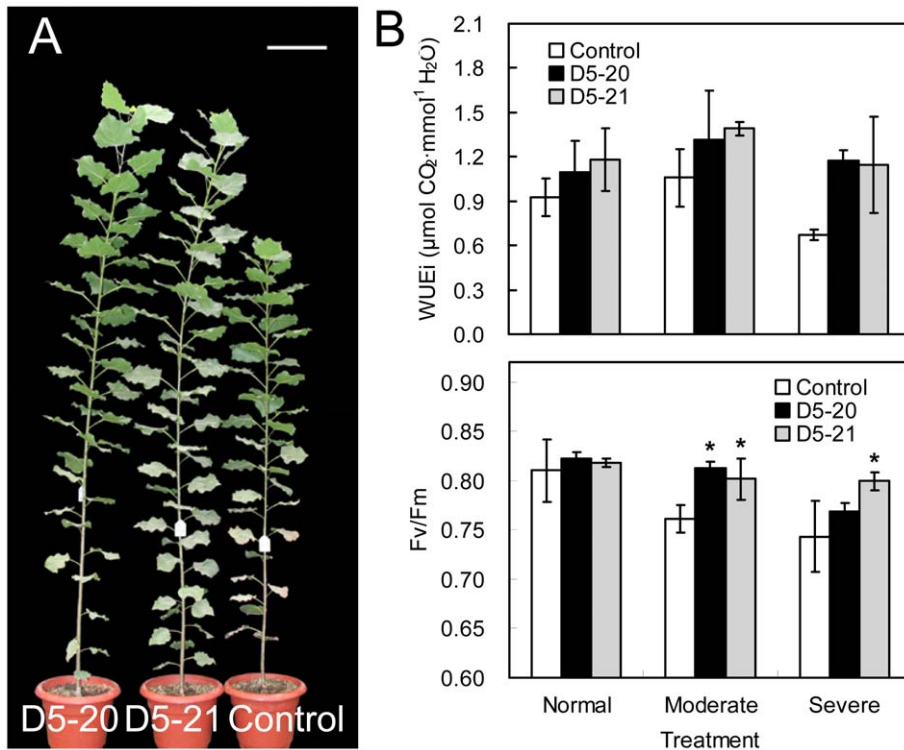 A
D5-20 D5-21 Control
B
WUEi (µmol CO₂·mmol¹ H₂O)
2.1
1.8
1.5
1.2
0.9
0.6
0.3
0.0
Control
D5-20
D5-21
Fv/Fm
0.90
0.85
0.80
0.75
0.70
0.65
0.60
Control
D5-20
D5-21
* * *
Normal Moderate Severe
Treatment